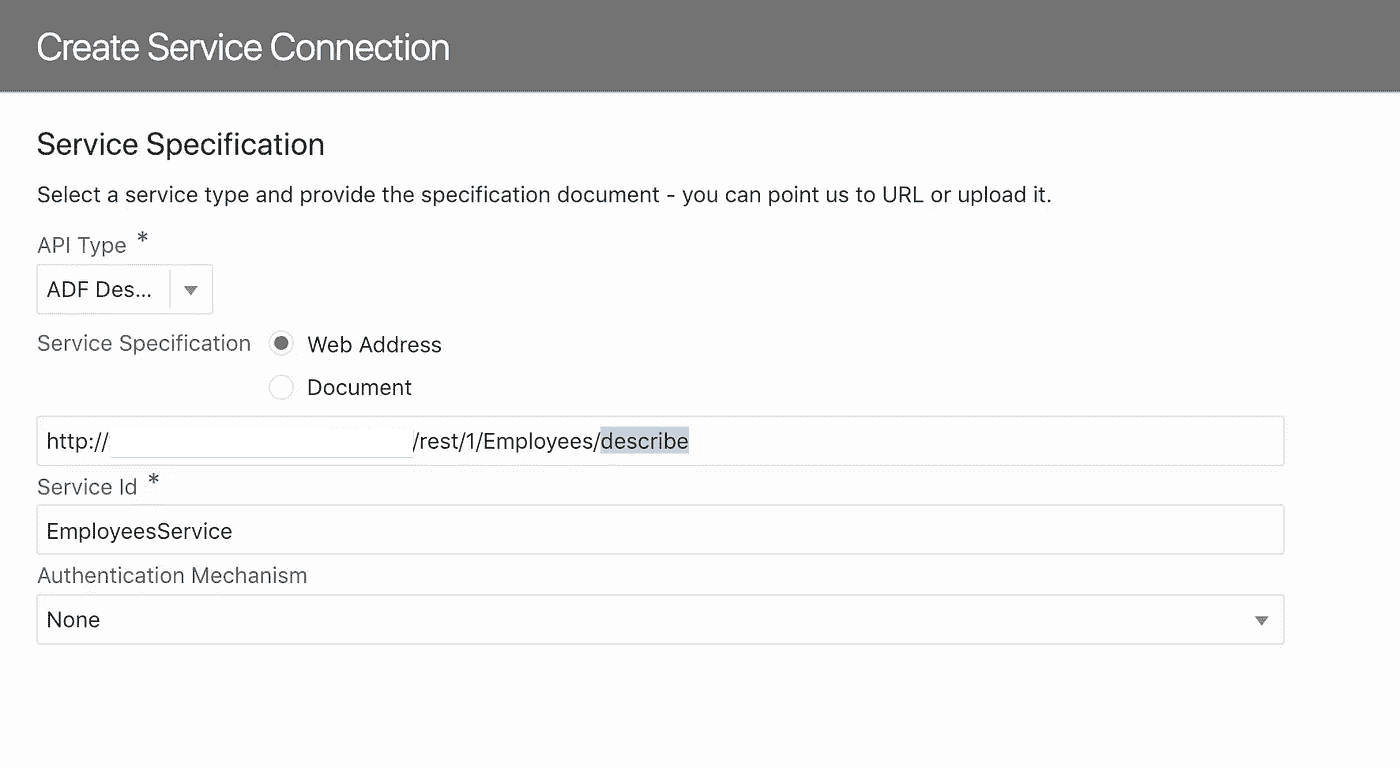 Create Service Connection
Service Specification
Select a service type and provide the specification document - you can point us to URL or upload it.
API Type *
ADF Des...
Service Specification Web Address
Document
http:// /rest/1/Employees/describe
Service Id *
EmployeesService
Authentication Mechanism
None